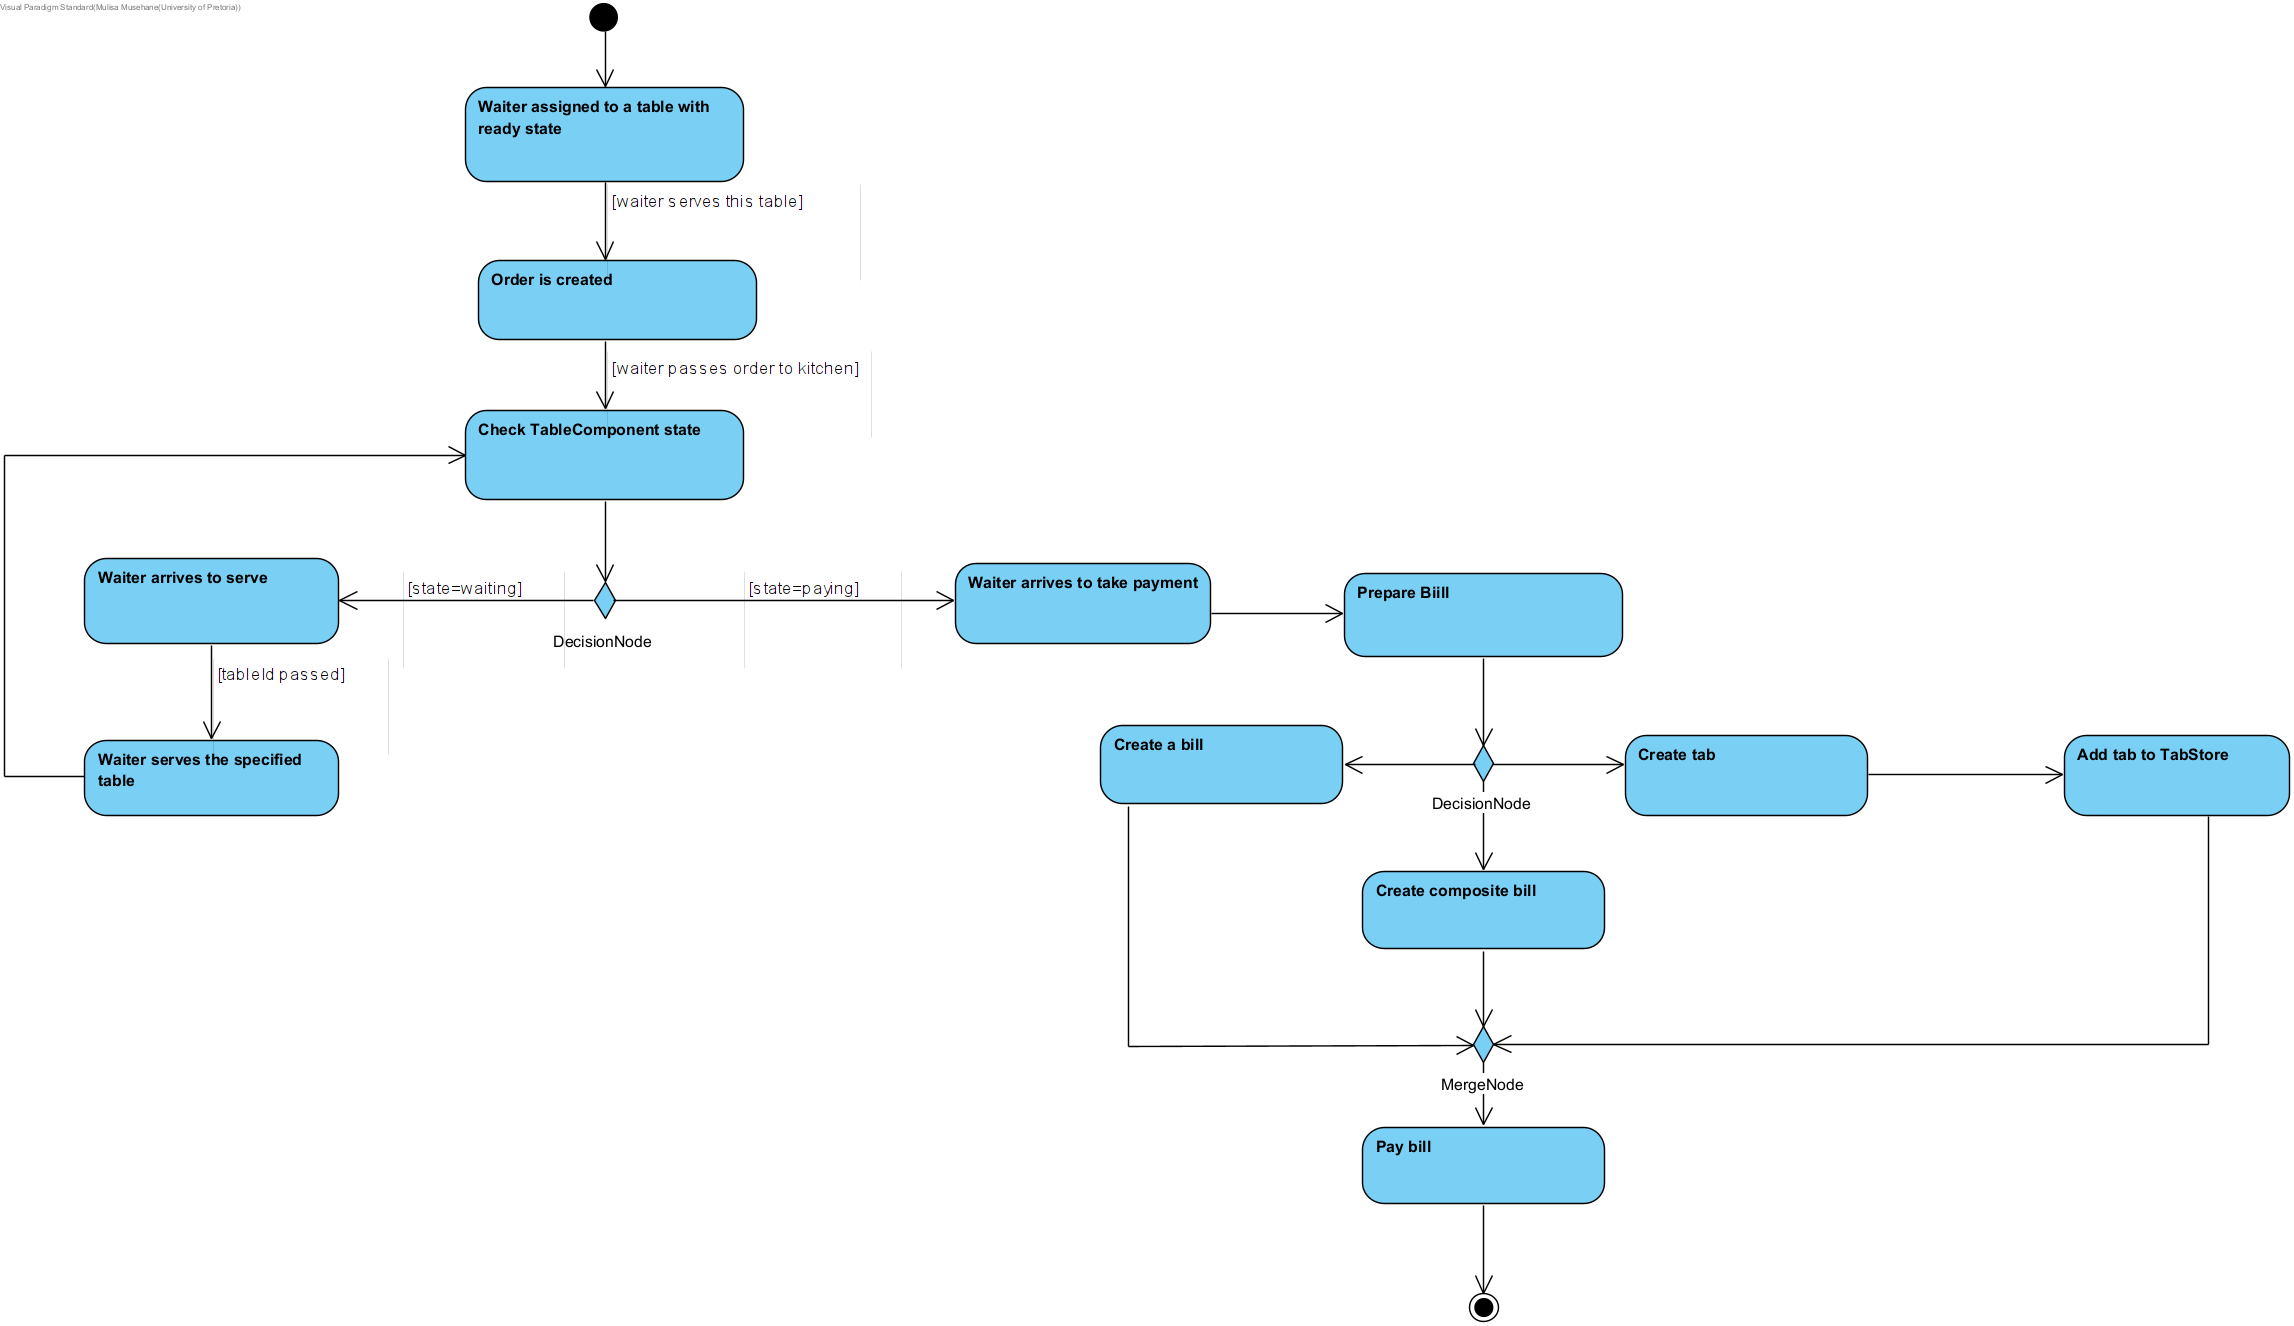 Visual Paradigm Standard(Mulisa Musehane(University of Pretoria))
Waiter assigned to a table with
ready state
[waiter serves this table]
Order is created
[waiter passes order to kitchen]
Check TableComponent state
Waiter arrives to serve
[state=waiting]
[state=paying]
Waiter arrives to take payment
Prepare Biill
DecisionNode
[tableId passed]
Waiter serves the specified
table
Create a bill
Create tab
Add tab to TabStore
DecisionNode
Create composite bill
MergeNode
Pay bill